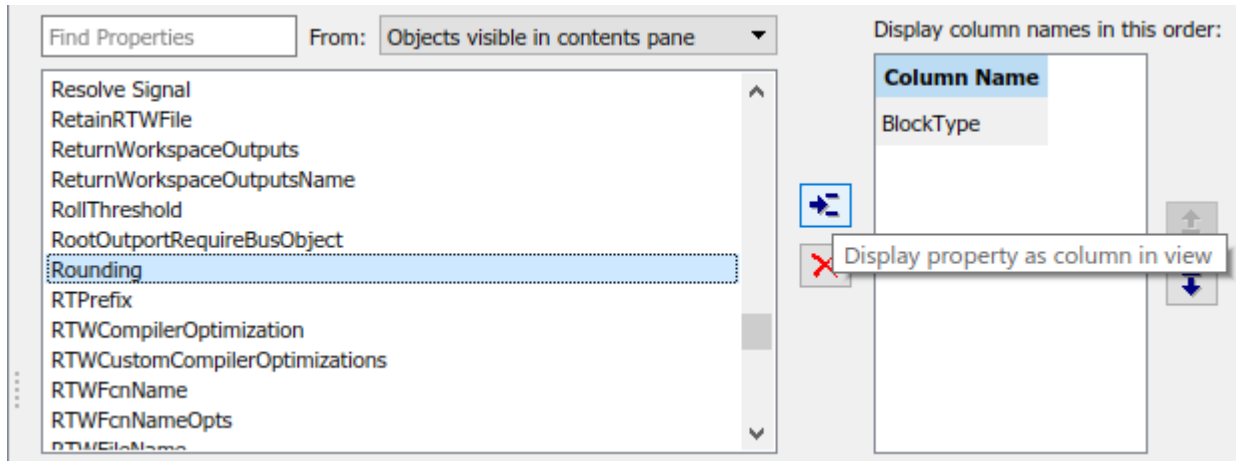 Find Properties
From:
Objects visible in contents pane
Display column names in this order:
Resolve Signal
RetainRTWFile
ReturnWorkspaceOutputs
ReturnWorkspaceOutputsName
RollThreshold
RootOutportRequireBusObject
Rounding
RTPrefix
RTWCompilerOptimization
RTWCustomCompilerOptimizations
RTWFcnName
RTWFcnNameOpts
RTWFileName
Column Name
BlockType
Display property as column in view